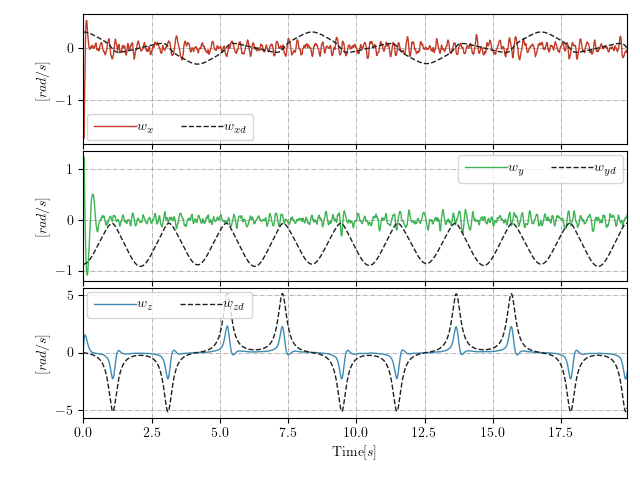 0
−1
[rad/s]
w_x w_xd
1
0
−1
[rad/s]
w_y w_yd
5
0
−5
[rad/s]
w_z w_zd
0.0 2.5 5.0 7.5 10.0 12.5 15.0 17.5
Time[s]